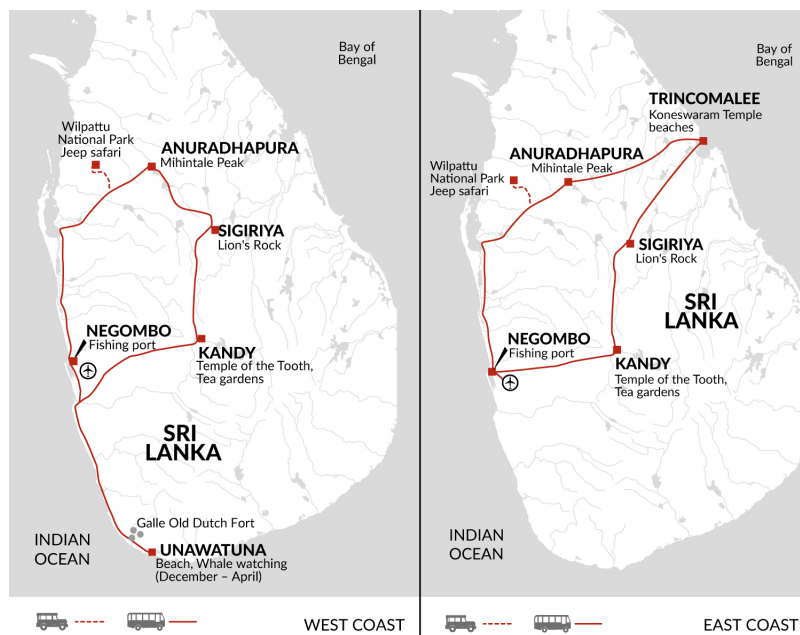 Bay of
Bengal
Wilpattu
National Park
Jeep safari
ANURADHAPURA
Mihintale Peak
SIGIRIYA
Lion's Rock
NEGOMBO
Fishing port
KANDY
Temple of the Tooth,
Tea gardens
SRI
LANKA
Galle Old Dutch Fort
INDIAN
OCEAN
UNAWATUNA
Beach, Whale watching
(December – April)
WEST COAST
Bay of
Bengal
TRINCOMALEE
Koneswaram Temple
beaches
ANURADHAPURA
Mihintale Peak
Wilpattu
National Park
Jeep safari
SIGIRIYA
Lion's Rock
SRI
LANKA
NEGOMBO
Fishing port
KANDY
Temple of the Tooth,
Tea gardens
INDIAN
OCEAN
EAST COAST